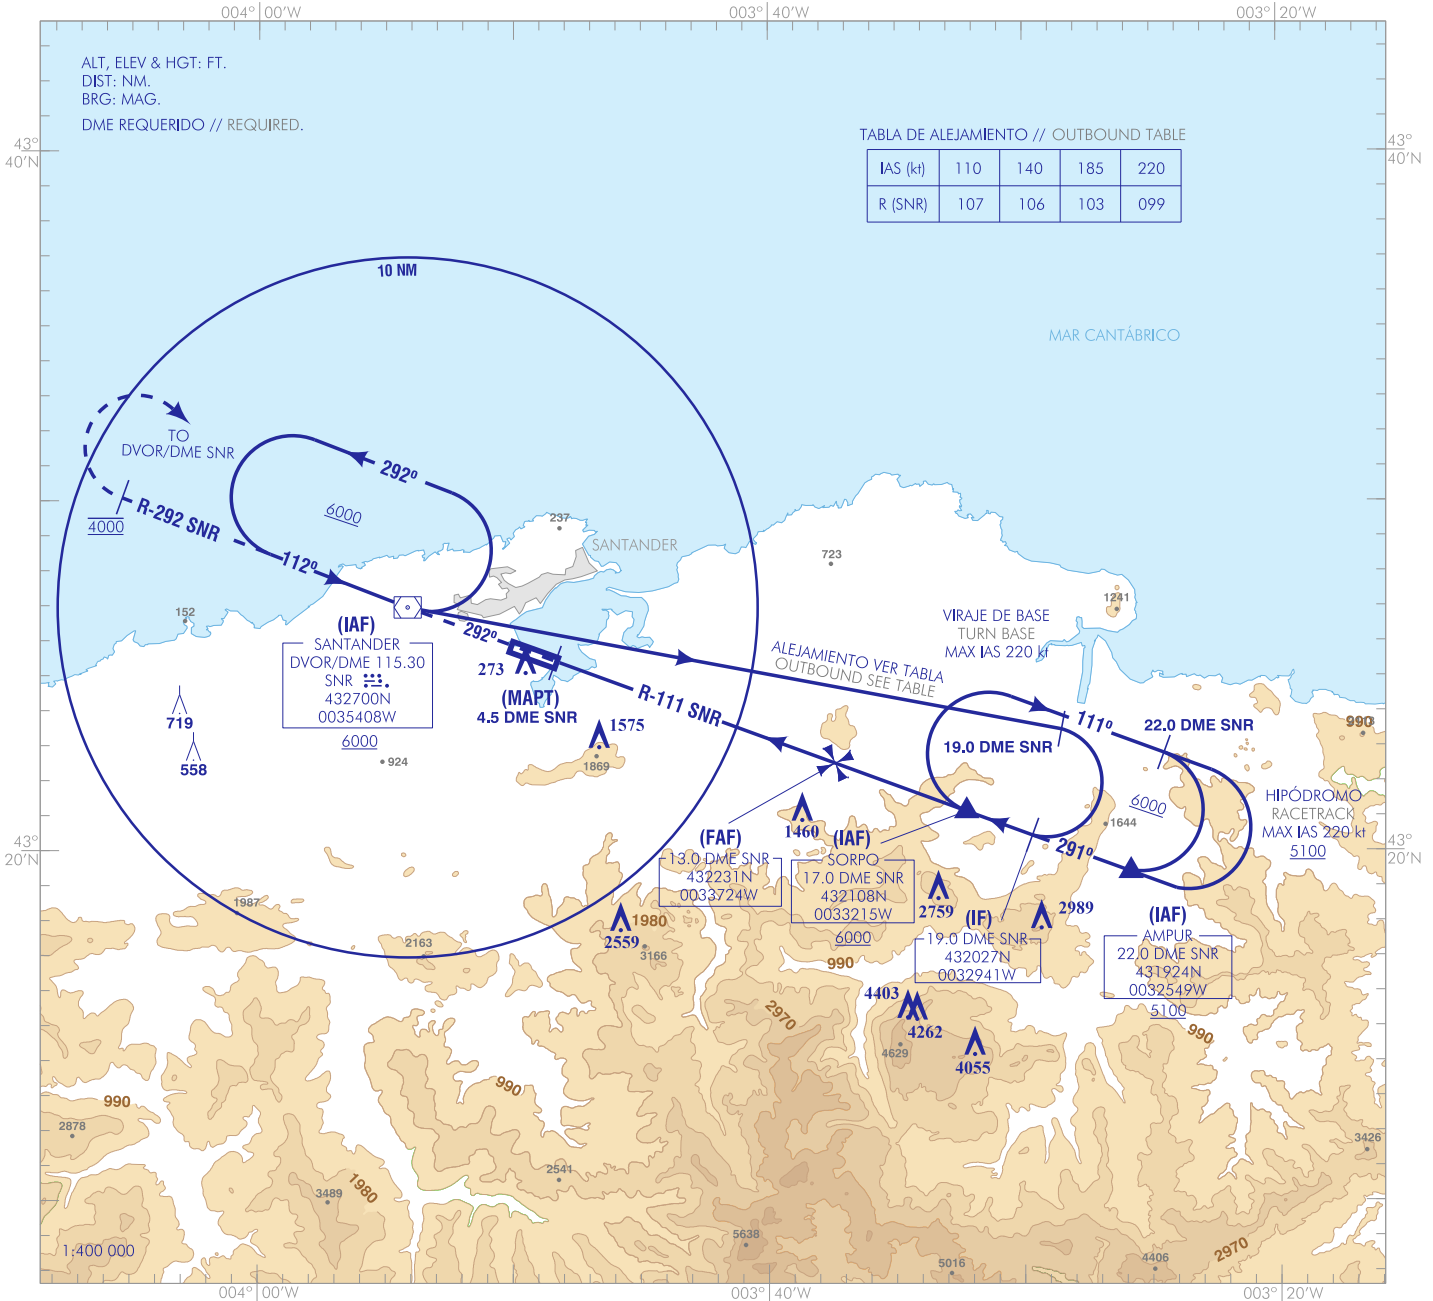 004° 00'W
003° 40'W
003° 20'W
ALT, ELEV & HGT: FT.
DIST: NM.
BRG: MAG.
DME REQUERIDO // REQUIRED.
43°
40'N
43°
40'N
TABLA DE ALEJAMIENTO // OUTBOUND TABLE
IAS (kt) 110 140 185 220
R (SNR) 107 106 103 099
10 NM
MAR CANTÁBRICO
TO
DVOR/DME SNR
292º
6000
4000
R-292 SNR
112º
237
SANTANDER
723
1241
152
(IAF)
SANTANDER
DVOR/DME 115.30
SNR
432700N
0035408W
6000
292º
273
(MAPT)
4.5 DME SNR
VIRAJE DE BASE
TURN BASE
MAX IAS 220 kt
ALEJAMIENTO VER TABLA
OUTBOUND SEE TABLE
R-111 SNR
111º
22.0 DME SNR
19.0 DME SNR
990
719
558
924
1575
1869
6000
1644
HIPÓDROMO
RACETRACK
MAX IAS 220 kt
5100
1460
291º
43°
20'N
43°
20'N
(FAF)
13.0 DME SNR
432231N
0033724W
(IAF)
SORPO
17.0 DME SNR
432108N
0033215W
6000
2759
(IF)
19.0 DME SNR
432027N
0032941W
2989
(IAF)
AMPUR
22.0 DME SNR
431924N
0032549W
5100
1987
2163
2559
1980
3166
990
4403
4262
4629
4055
2970
990
990
990
2878
3426
2541
3489
1980
5638
5016
4406
2970
1:400 000
004° 00'W
003° 40'W
003° 20'W